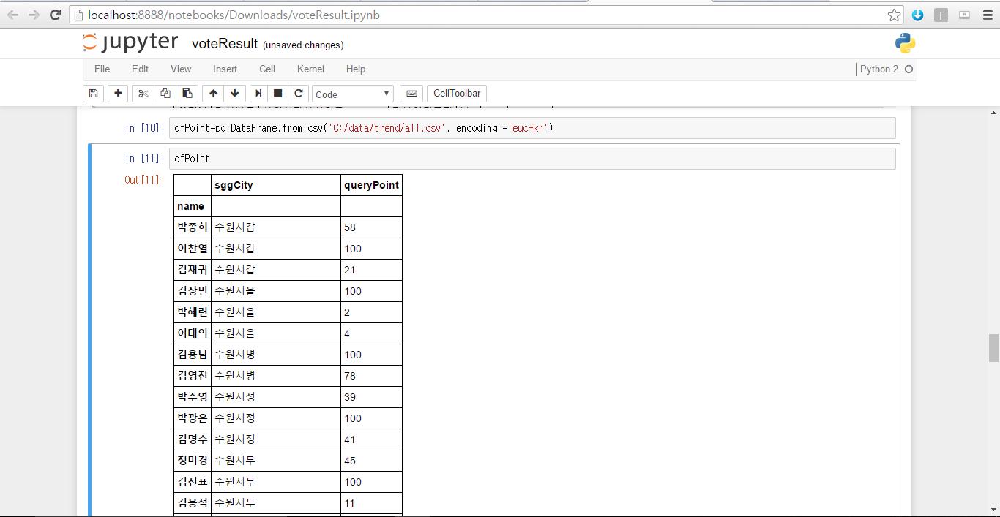 localhost:8888/notebooks/Downloads/voteResult.ipynb
jupyter voteResult (unsaved changes)
File Edit View Insert Cell Kernel Help Python 2
Code CellToolbar
In [10]: dfPoint=pd.DataFrame.from_csv('C:/data/trend/all.csv', encoding ='euc-kr')
In [11]: dfPoint
Out[11]:
sggCity queryPoint
name
박종희 수원시갑 58
이찬열 수원시갑 100
김재귀 수원시갑 21
김상민 수원시을 100
박혜련 수원시을 2
이대의 수원시을 4
김용남 수원시병 100
김영진 수원시병 78
박수영 수원시정 39
박광온 수원시정 100
김명수 수원시정 41
정미경 수원시무 45
김진표 수원시무 100
김용석 수원시무 11